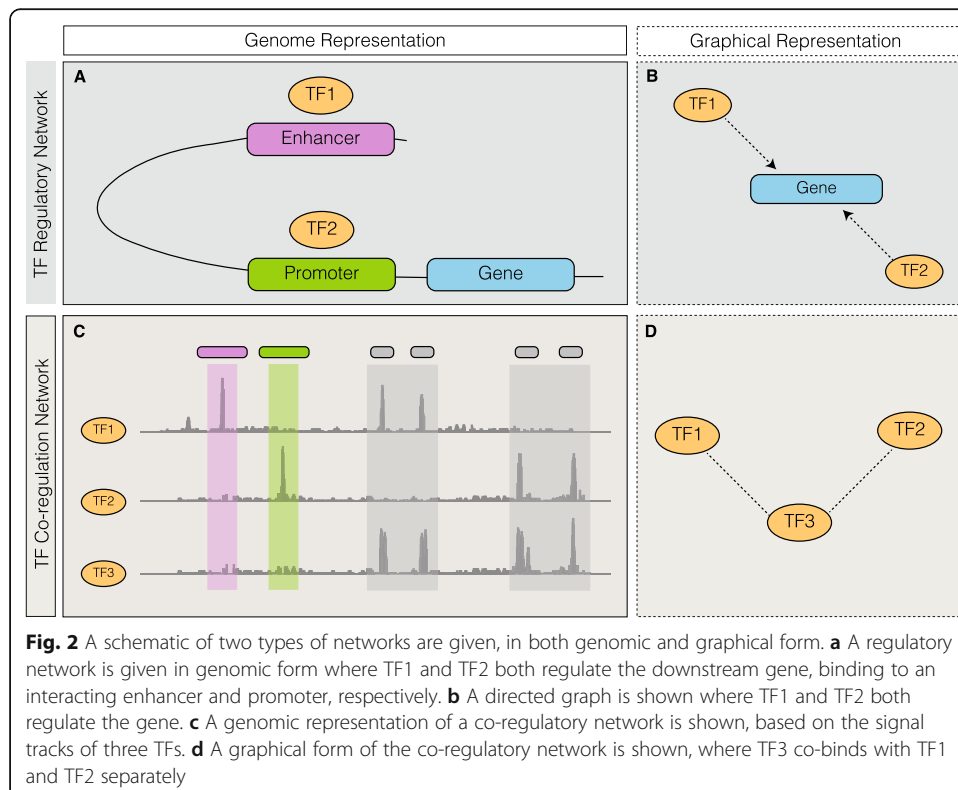 Genome Representation
Graphical Representation
TF Regulatory Network
A
TF1
Enhancer
TF2
Promoter
Gene
B
TF1
Gene
TF2
TF Co-regulation Network
C
TF1
TF2
TF3
D
TF1
TF2
TF3
Fig. 2 A schematic of two types of networks are given, in both genomic and graphical form. a A regulatory
network is given in genomic form where TF1 and TF2 both regulate the downstream gene, binding to an
interacting enhancer and promoter, respectively. b A directed graph is shown where TF1 and TF2 both
regulate the gene. c A genomic representation of a co-regulatory network is shown, based on the signal
tracks of three TFs. d A graphical form of the co-regulatory network is shown, where TF3 co-binds with TF1
and TF2 separately